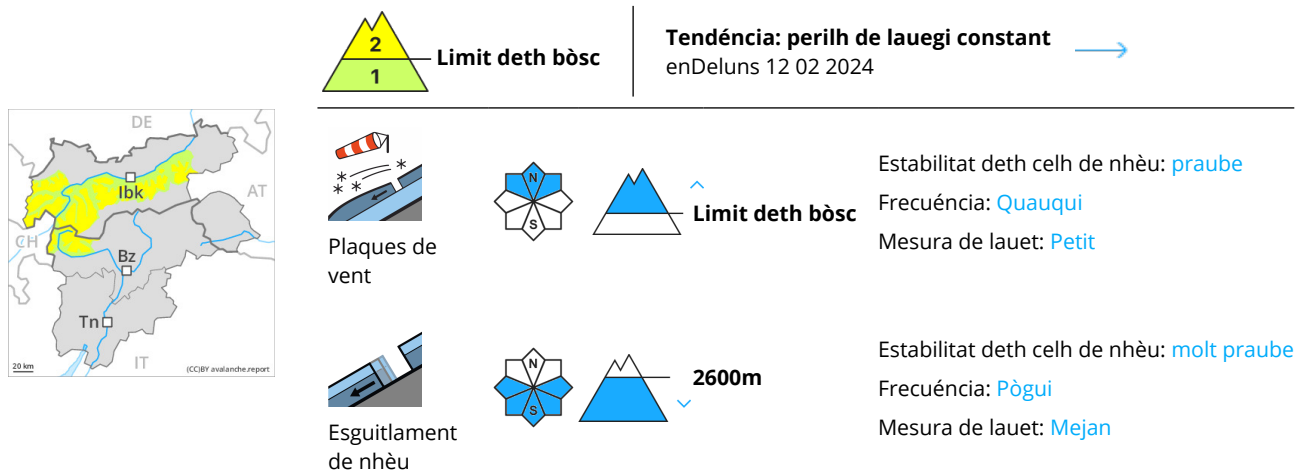 2
1
Limit deth bòsc
Tendéncia: perilh de lauegi constant
enDeluns 12 02 2024
DE
Ibk
AT
CH
Bz
Tn
IT
20 km
(CC)BY avalanche.report
Plaques de
vent
N
S
Limit deth bòsc
Estabilitat deth celh de nhèu: praube
Frecuéncia: Quauqui
Mesura de lauet: Petit
Esguitlament
de nhèu
N
S
2600m
Estabilitat deth celh de nhèu: molt praube
Frecuéncia: Pògui
Mesura de lauet: Mejan